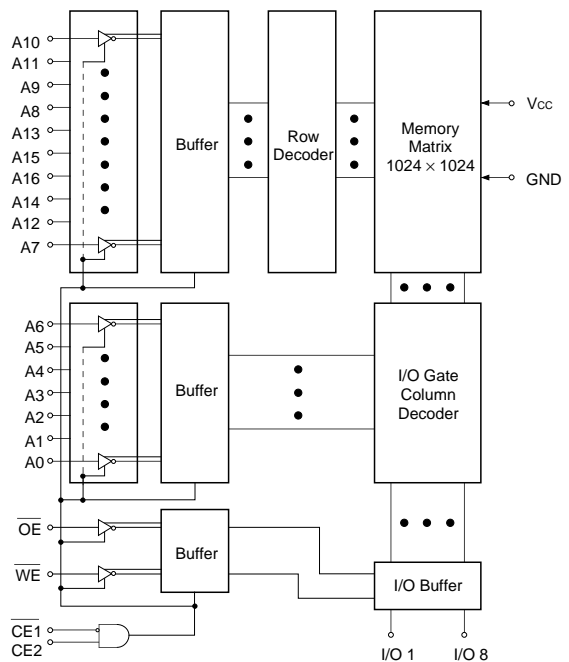 A10
A11
A9
A8
A13
A15
A16
A14
A12
A7
Buffer
Row
Decoder
Memory
Matrix
1024 × 1024
VCC
GND
A6
A5
A4
A3
A2
A1
A0
Buffer
I/O Gate
Column
Decoder
OE
WE
Buffer
I/O Buffer
CE1
CE2
I/O 1
I/O 8